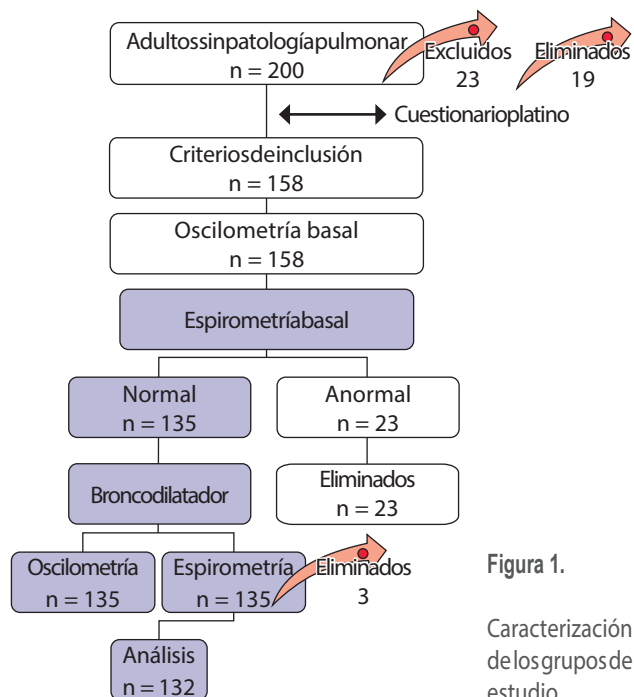 Adultossinpatologíapulmonar
n = 200
Excluidos
23
Eliminados
19
Cuestionarioplatino
Criteriosdeinclusión
n = 158
Oscilometría basal
n = 158
Espirometríabasal
Normal
n = 135
Anormal
n = 23
Broncodilatador
Eliminados
n = 23
Oscilometría
n = 135
Espirometría
n = 135
Eliminados
3
Análisis
n = 132
Figura 1.
Caracterización
delosgruposde
estudio.